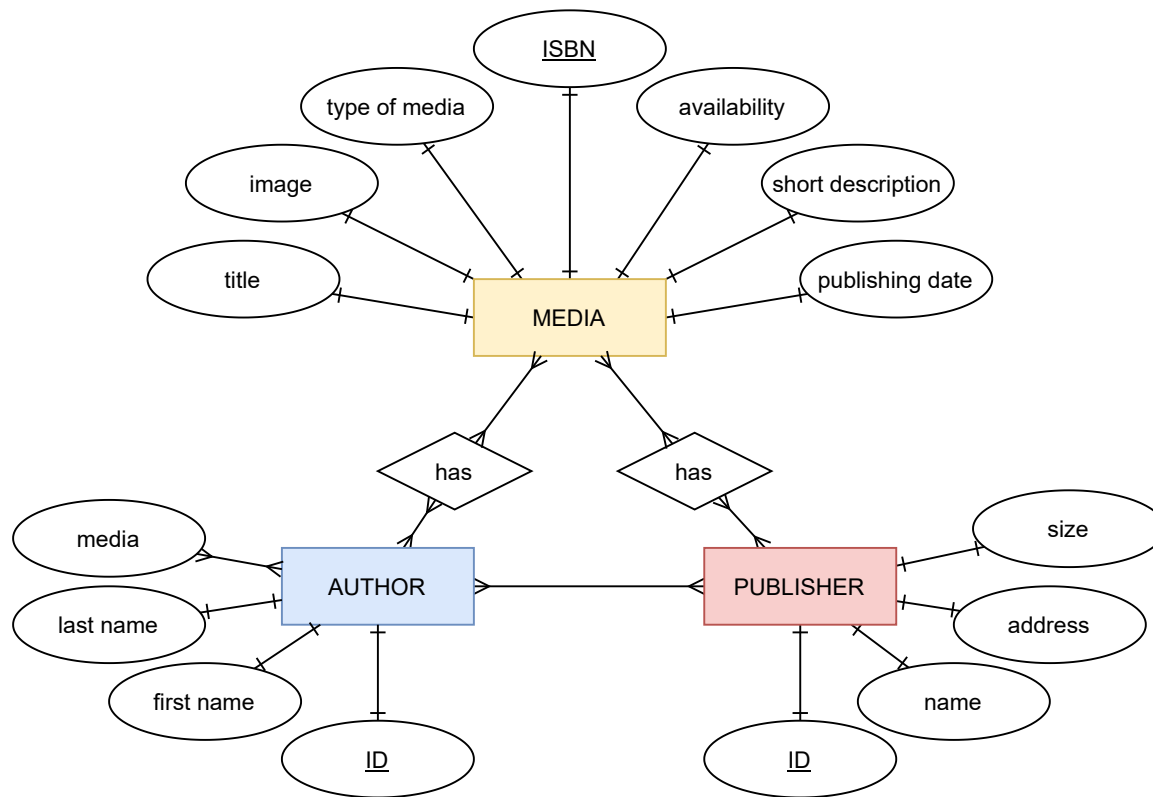 ISBN
type of media
availability
image
short description
title
publishing date
MEDIA
has
has
media
size
AUTHOR
PUBLISHER
last name
address
first name
name
ID
ID